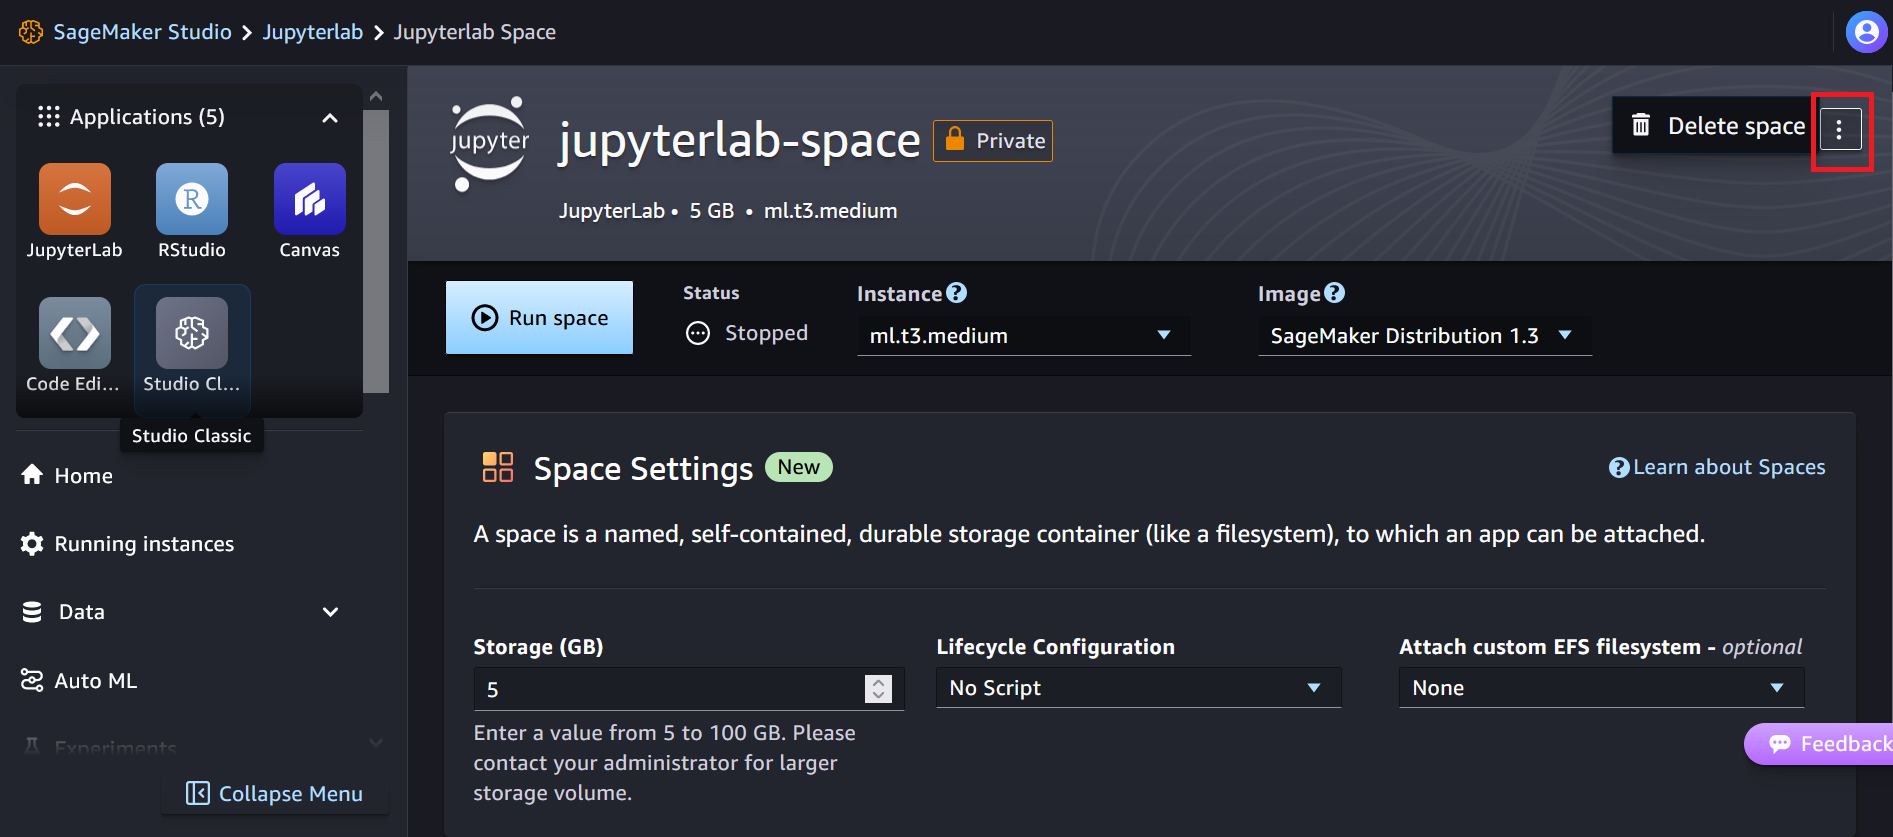 SageMaker Studio > Jupyterlab > Jupyterlab Space
Applications (5)
JupyterLab
RStudio
Canvas
Code Edi...
Studio Cl...
Studio Classic
Home
Running instances
Data
Auto ML
Experiments
Collapse Menu
jupyter
jupyterlab-space
Private
Delete space
JupyterLab • 5 GB • ml.t3.medium
Run space
Status
Stopped
Instance
ml.t3.medium
Image
SageMaker Distribution 1.3
Space Settings
New
Learn about Spaces
A space is a named, self-contained, durable storage container (like a filesystem), to which an app can be attached.
Storage (GB)
5
Enter a value from 5 to 100 GB. Please
contact your administrator for larger
storage volume.
Lifecycle Configuration
No Script
Attach custom EFS filesystem - optional
None
Feedback